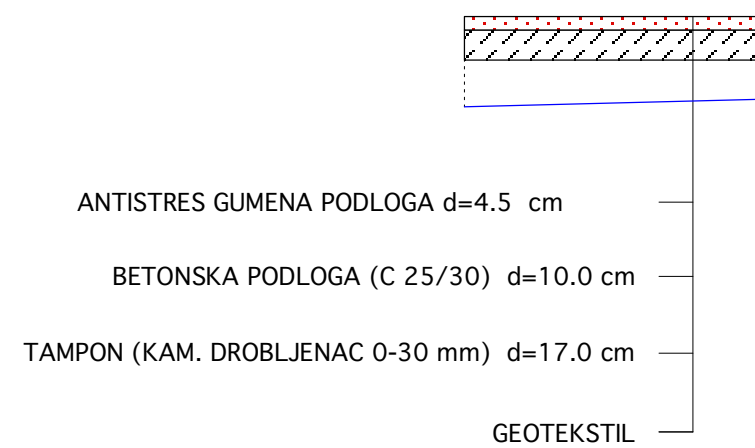 ANTISTRES GUMENA PODLOGA d=4.5 cm
BETONSKA PODLOGA (C 25/30) d=10.0 cm
TAMPON (KAM. DROBLJENAC 0-30 mm) d=17.0 cm
GEOTEKSTIL